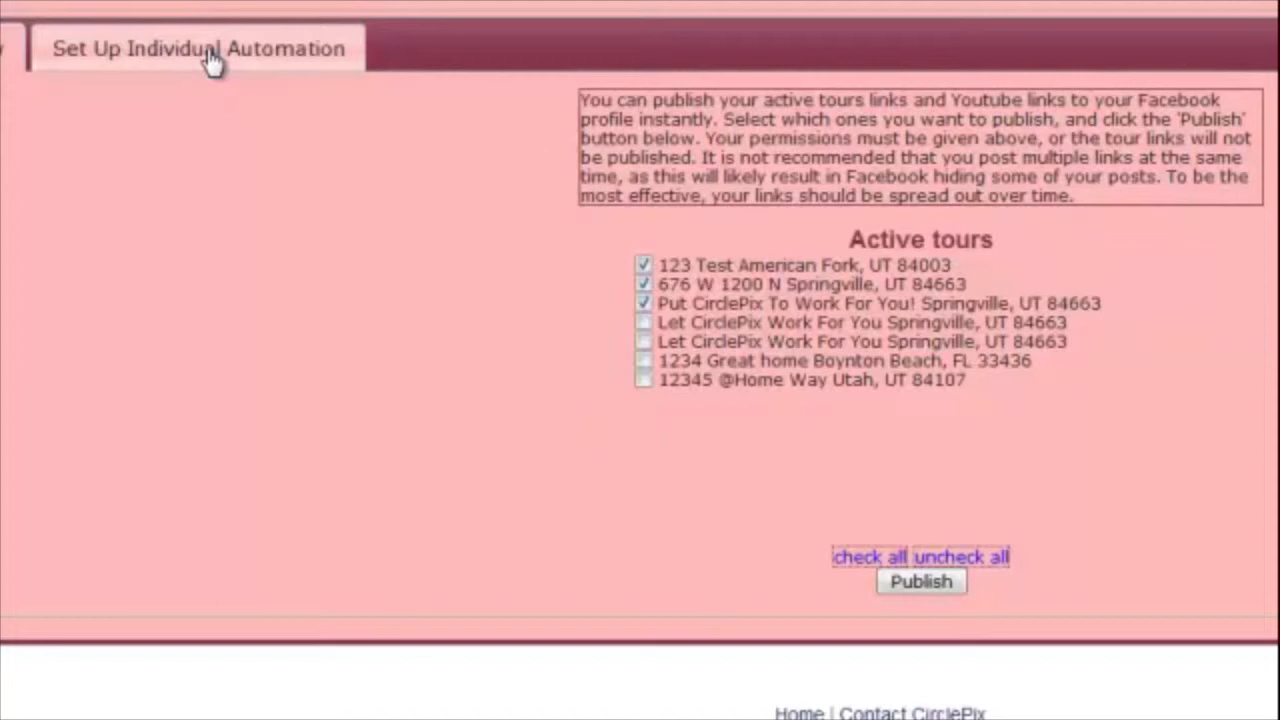 Set Up Individual Automation
You can publish your active tours links and Youtube links to your Facebook
profile instantly. Select which ones you want to publish, and click the 'Publish'
button below. Your permissions must be given above, or the tour links will not
be published. It is not recommended that you post multiple links at the same
time, as this will likely result in Facebook hiding some of your posts. To be the
most effective, your links should be spread out over time.
Active tours
123 Test American Fork, UT 84003
676 W 1200 N Springville, UT 84663
Put CirclePix To Work For You! Springville, UT 84663
Let CirclePix Work For You Springville, UT 84663
Let CirclePix Work For You Springville, UT 84663
1234 Great home Boynton Beach, FL 33436
12345 @Home Way Utah, UT 84107
check all uncheck all
Publish
Home | Contact CirclePix